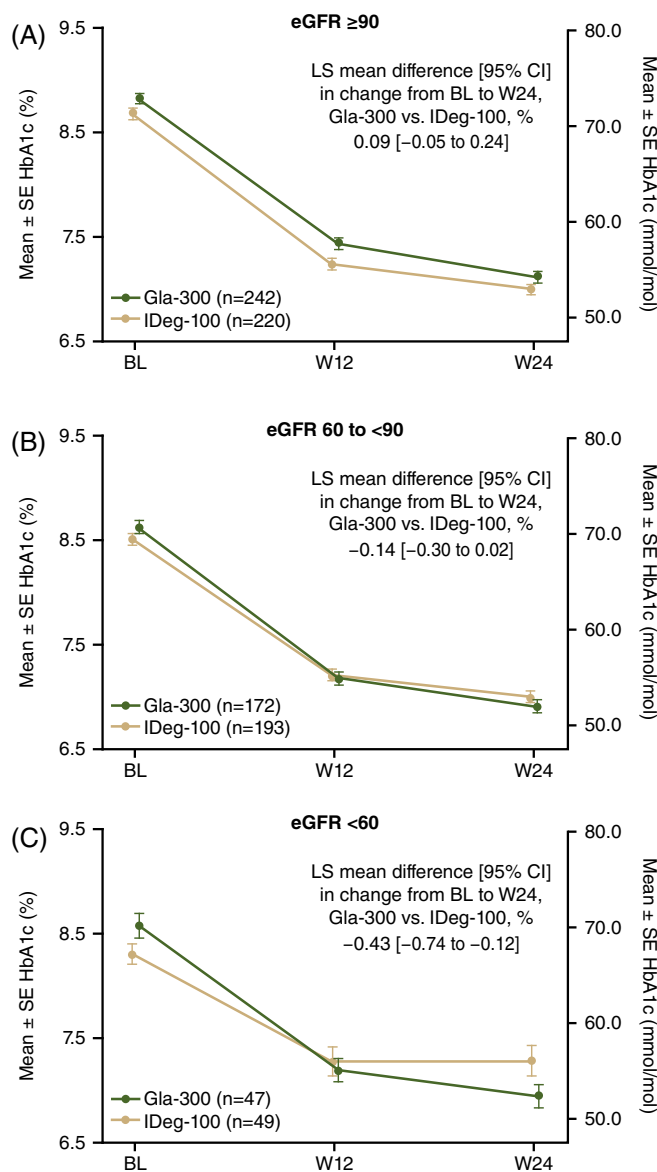 (A)
eGFR ≥90
Mean ± SE HbA1c (%)
9.5
8.5
7.5
6.5
LS mean difference [95% CI]
in change from BL to W24,
Gla-300 vs. IDeg-100, %
0.09 [−0.05 to 0.24]
Gla-300 (n=242)
IDeg-100 (n=220)
BL
W12
W24
80.0
70.0
60.0
50.0
Mean ± SE HbA1c (mmol/mol)
(B)
eGFR 60 to <90
Mean ± SE HbA1c (%)
9.5
8.5
7.5
6.5
LS mean difference [95% CI]
in change from BL to W24,
Gla-300 vs. IDeg-100, %
−0.14 [−0.30 to 0.02]
Gla-300 (n=172)
IDeg-100 (n=193)
BL
W12
W24
80.0
70.0
60.0
50.0
Mean ± SE HbA1c (mmol/mol)
(C)
eGFR <60
Mean ± SE HbA1c (%)
9.5
8.5
7.5
6.5
LS mean difference [95% CI]
in change from BL to W24,
Gla-300 vs. IDeg-100, %
−0.43 [−0.74 to −0.12]
Gla-300 (n=47)
IDeg-100 (n=49)
BL
W12
W24
80.0
70.0
60.0
50.0
Mean ± SE HbA1c (mmol/mol)